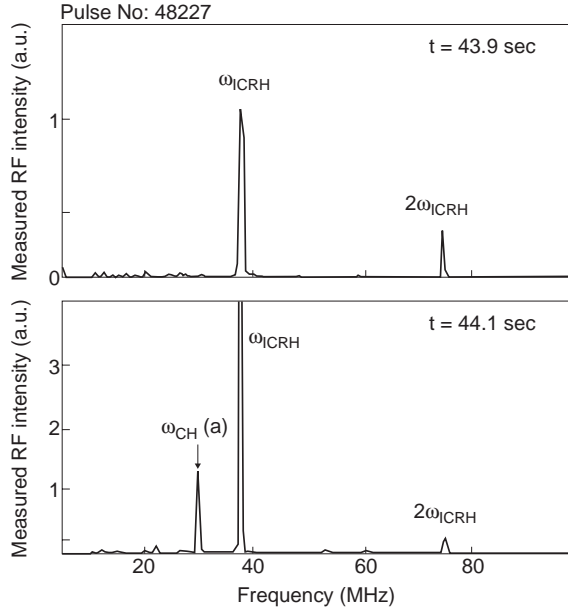 Pulse No: 48227
Measured RF intensity (a.u.)
t = 43.9 sec
ωICRH
2ωICRH
1
0
Measured RF intensity (a.u.)
t = 44.1 sec
ωICRH
ωCH (a)
2ωICRH
3
2
1
20 40 60 80
Frequency (MHz)